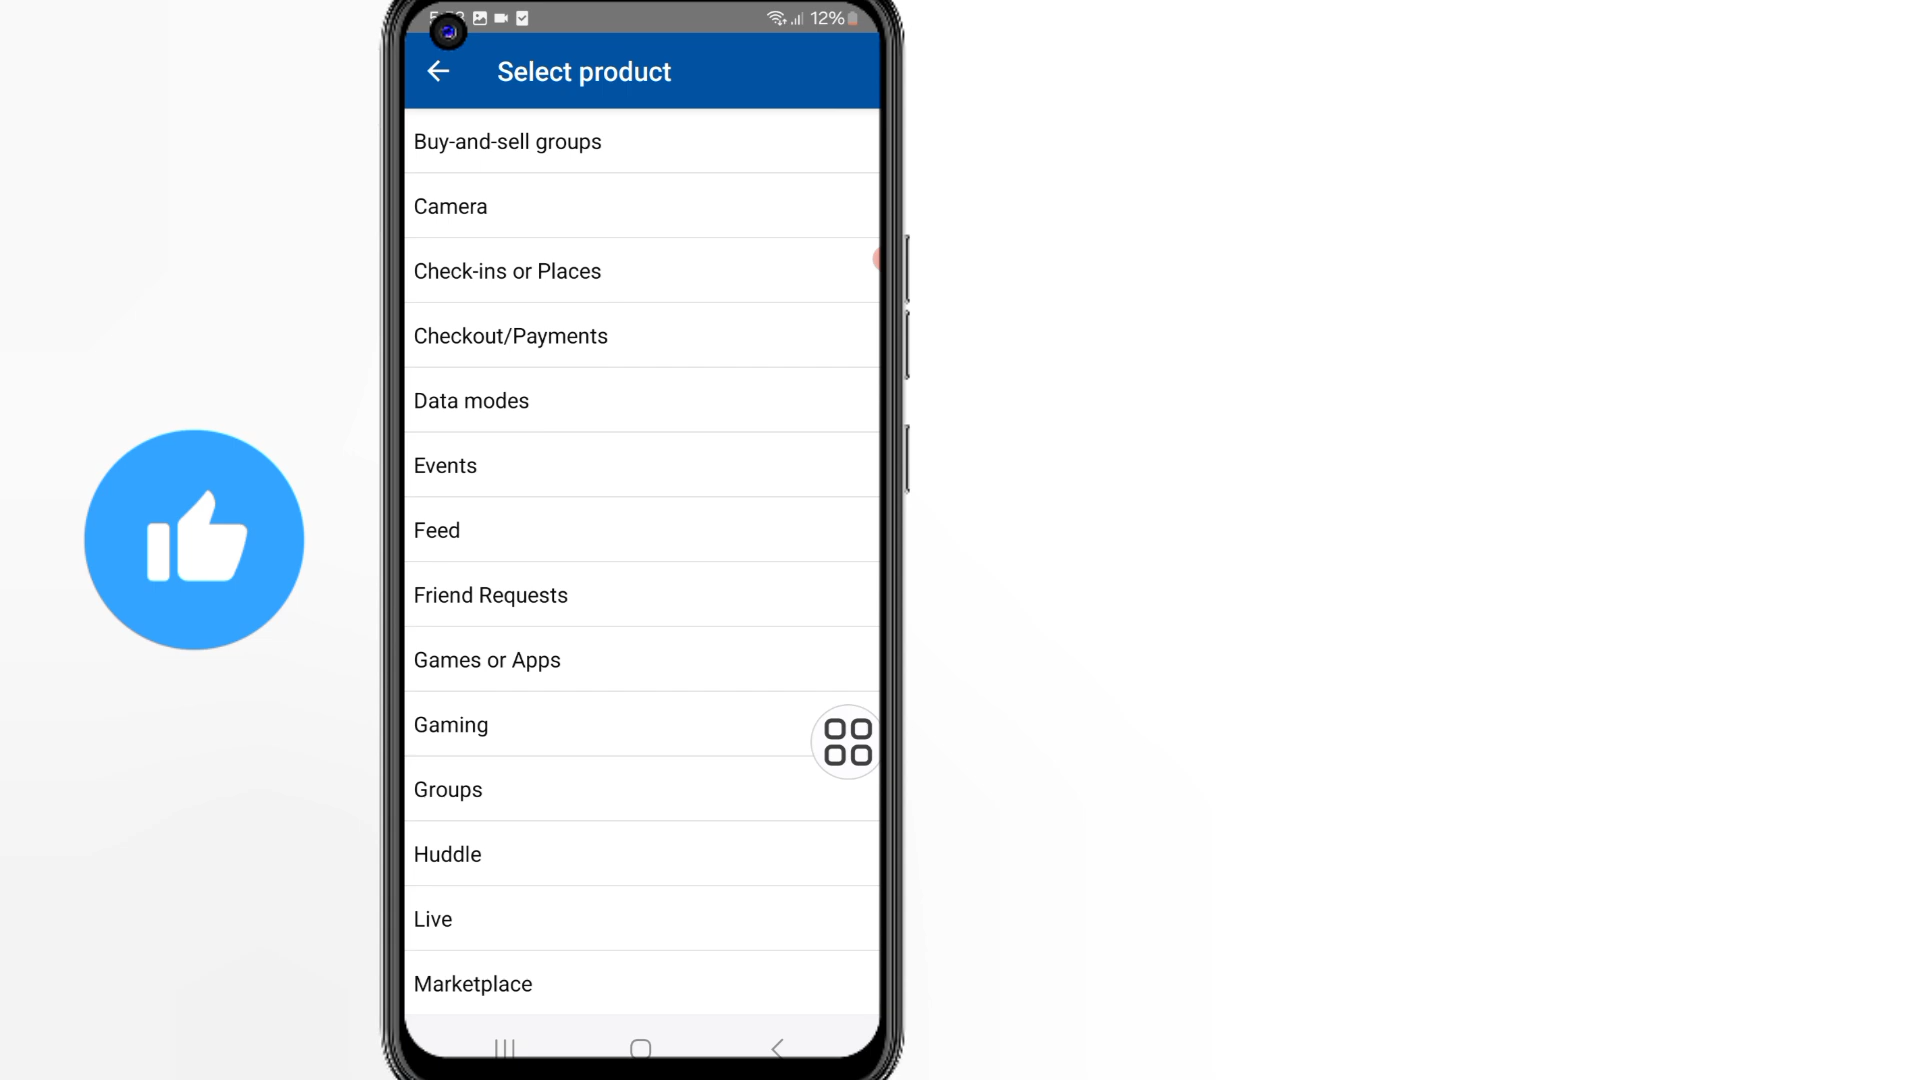 12%
Select product
Buy-and-sell groups
Camera
Check-ins or Places
Checkout/Payments
Data modes
Events
Feed
Friend Requests
Games or Apps
Gaming
Groups
Huddle
Live
Marketplace